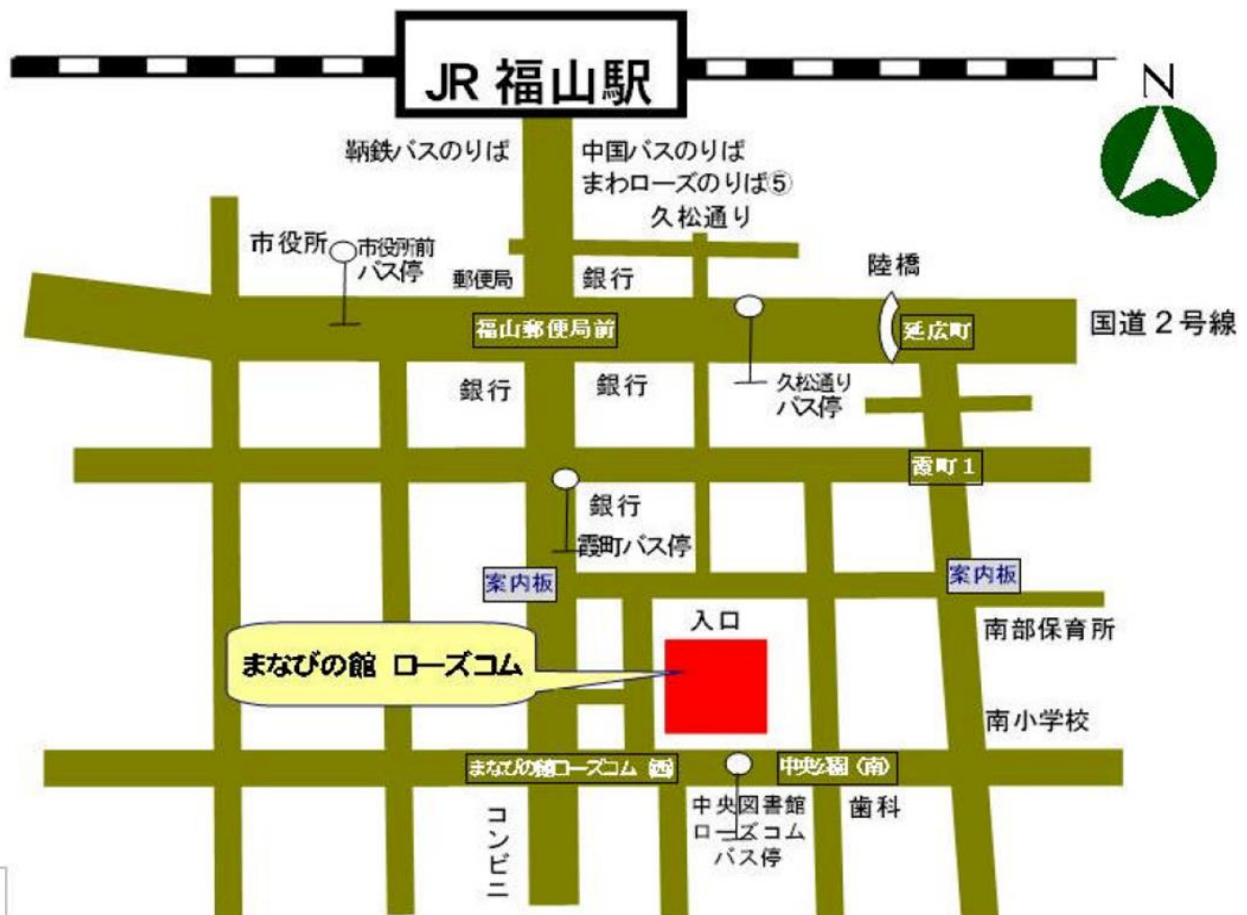 JR 福山駅
N
鞆鉄バスのりば
中国バスのりば
まわローズのりば⑤
久松通り
市役所
市役所前
バス停
郵便局
銀行
陸橋
福山郵便局前
延広町
国道2号線
銀行
銀行
久松通り
バス停
霞町1
銀行
霞町バス停
案内板
案内板
入口
南部保育所
まなびの館 ローズコム
南小学校
まなびの館ローズコム(西)
中央公園(南)
コンビニ
中央図書館
ローズコム
バス停
歯科